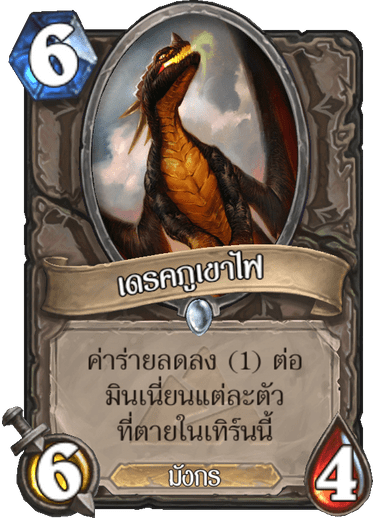 6
เดรคภูเขาไฟ
ค่าร่ายลดลง (1) ต่อ
มินเนี่ยนแต่ละตัว
ที่ตายในเทิร์นนี้
6
มังกร
4